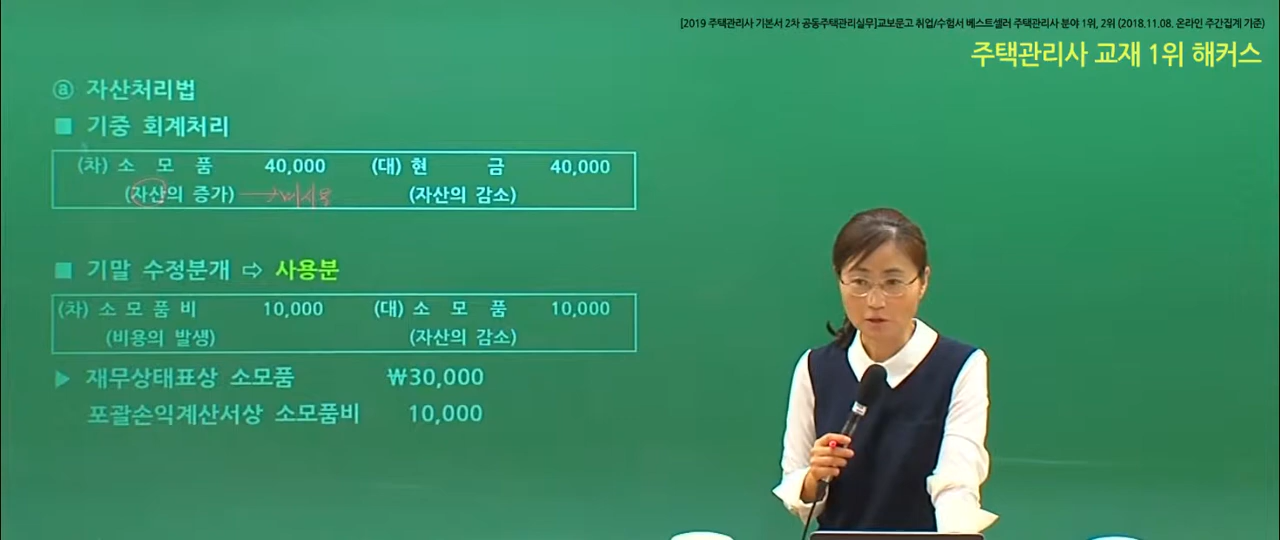 [2019 주택관리사 기본서 2차 공동주택관리실무]교보문고 취업/수험서 베스트셀러 주택관리사 분야 1위, 2위 (2018.11.08. 온라인 주간집계 기준)
주택관리사 교재 1위 해커스
ⓐ 자산처리법
■ 기중 회계처리
(차) 소 모 품 40,000 (대) 현 금 40,000
(자산의 증가) → 미사용 (자산의 감소)
■ 기말 수정분개 ⇨ 사용분
(차) 소 모 품 비 10,000 (대) 소 모 품 10,000
(비용의 발생) (자산의 감소)
▶ 재무상태표상 소모품 ₩30,000
포괄손익계산서상 소모품비 10,000